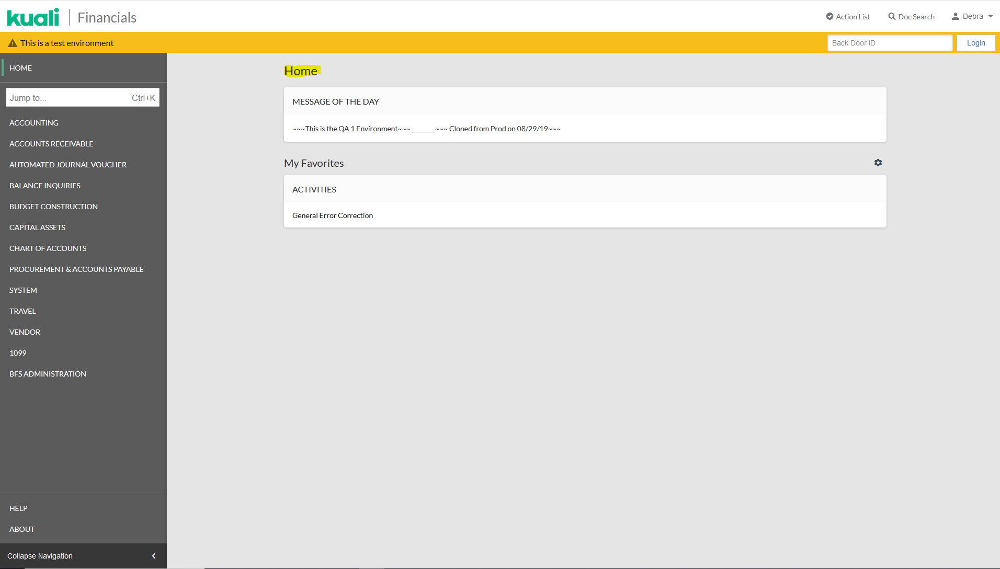 kuali Financials
Action List
Doc Search
Debra
This is a test environment
Back Door ID
Login
HOME
Jump to... Ctrl+K
ACCOUNTING
ACCOUNTS RECEIVABLE
AUTOMATED JOURNAL VOUCHER
BALANCE INQUIRIES
BUDGET CONSTRUCTION
CAPITAL ASSETS
CHART OF ACCOUNTS
PROCUREMENT & ACCOUNTS PAYABLE
SYSTEM
TRAVEL
VENDOR
1099
BFS ADMINISTRATION
HELP
ABOUT
Collapse Navigation
Home
MESSAGE OF THE DAY
~~~This is the QA 1 Environment~~~ ______~~~ Cloned from Prod on 08/29/19~~~
My Favorites
ACTIVITIES
General Error Correction